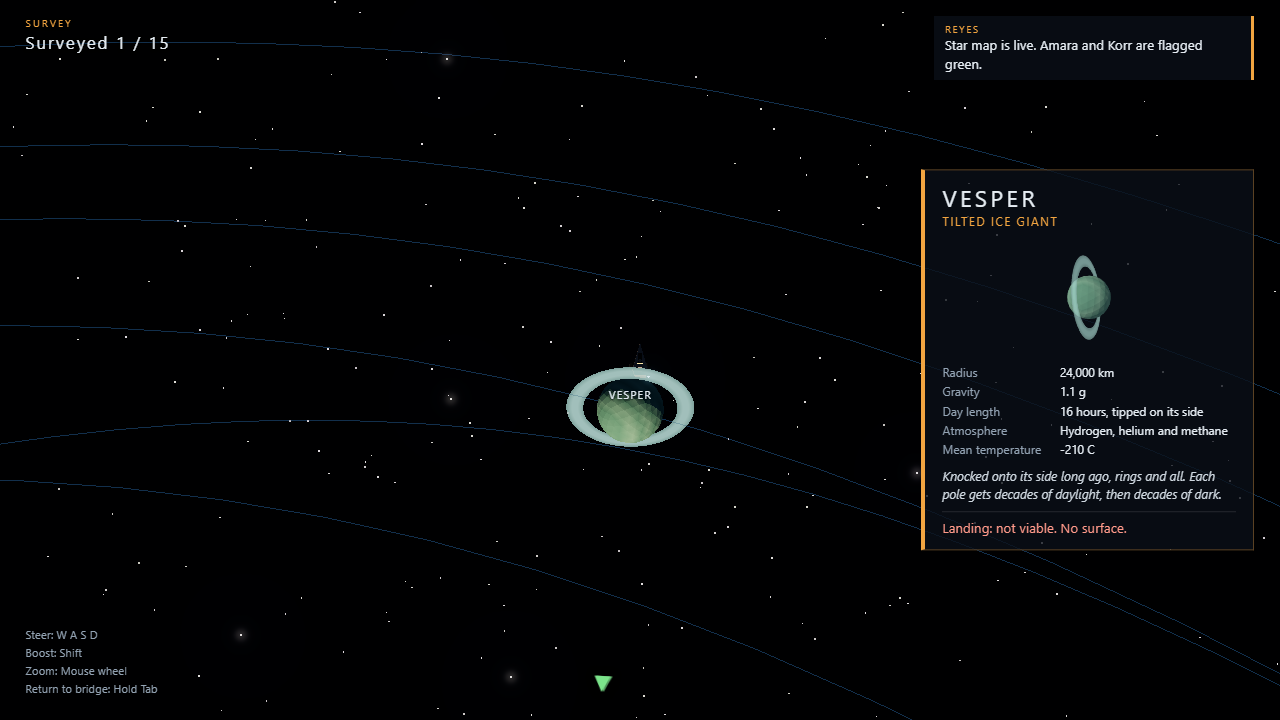 SURVEY
Surveyed 1 / 15
REYES
Star map is live. Amara and Korr are flagged
green.
VESPER
TILTED ICE GIANT
Radius 24,000 km
Gravity 1.1 g
Day length 16 hours, tipped on its side
Atmosphere Hydrogen, helium and methane
Mean temperature -210 C
Knocked onto its side long ago, rings and all. Each
pole gets decades of daylight, then decades of dark.
Landing: not viable. No surface.
VESPER
Steer: W A S D
Boost: Shift
Zoom: Mouse wheel
Return to bridge: Hold Tab